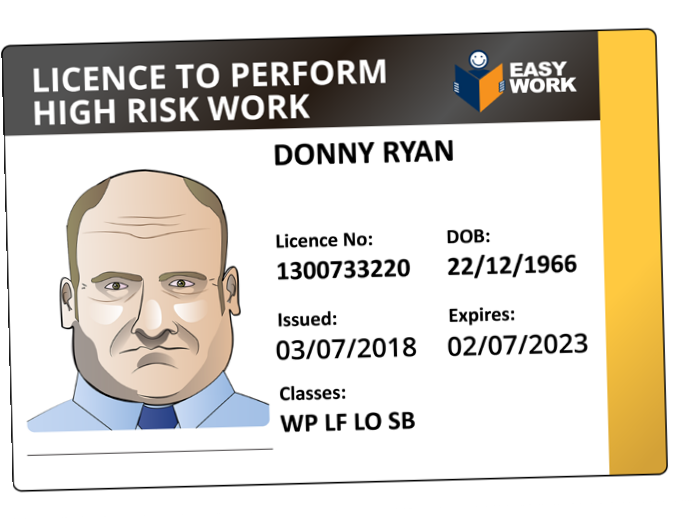 LICENCE TO PERFORM
HIGH RISK WORK
EASY
WORK
DONNY RYAN
Licence No:
DOB:
1300733220
22/12/1966
Issued:
Expires:
03/07/2018
02/07/2023
Classes:
WP LF LO SB